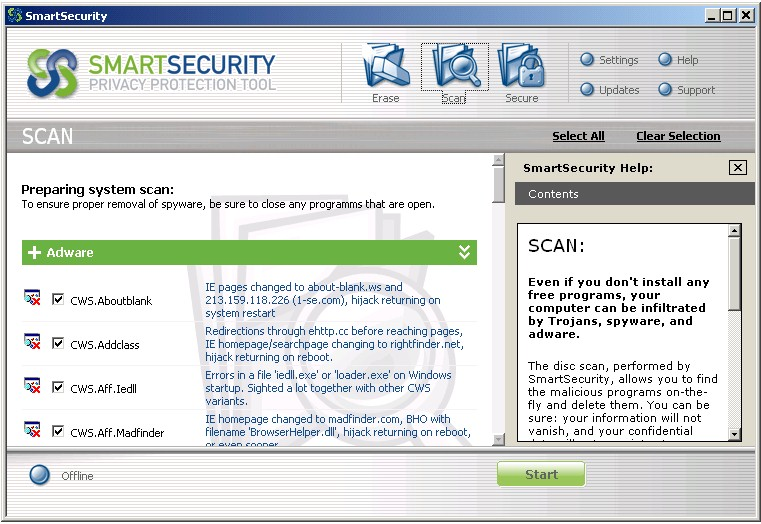 SmartSecurity
SMARTSECURITY
PRIVACY PROTECTION TOOL
Erase
Scan
Secure
Settings
Help
Updates
Support
SCAN
Select All
Clear Selection
Preparing system scan:
To ensure proper removal of spyware, be sure to close any programms that are open.
Adware
CWS.Aboutblank
IE pages changed to about-blank.ws and
213.159.118.226 (1-se.com), hijack returning on
system restart
CWS.Addclass
Redirections through ehttp.cc before reaching pages,
IE homepage/searchpage changing to rightfinder.net,
hijack returning on reboot.
CWS.Aff.Iedll
Errors in a file 'iedll.exe' or 'loader.exe' on Windows
startup. Sighted a lot together with other CWS
variants.
CWS.Aff.Madfinder
IE homepage changed to madfinder.com, BHO with
filename 'BrowserHelper.dll', hijack returning on reboot,
or even sooner
SmartSecurity Help:
Contents
SCAN:
Even if you don't install any
free programs, your
computer can be infiltrated
by Trojans, spyware, and
adware.
The disc scan, performed by
SmartSecurity, allows you to find
the malicious programs on-the-
fly and delete them. You can be
sure: your information will not
vanish, and your confidential
Offline
Start